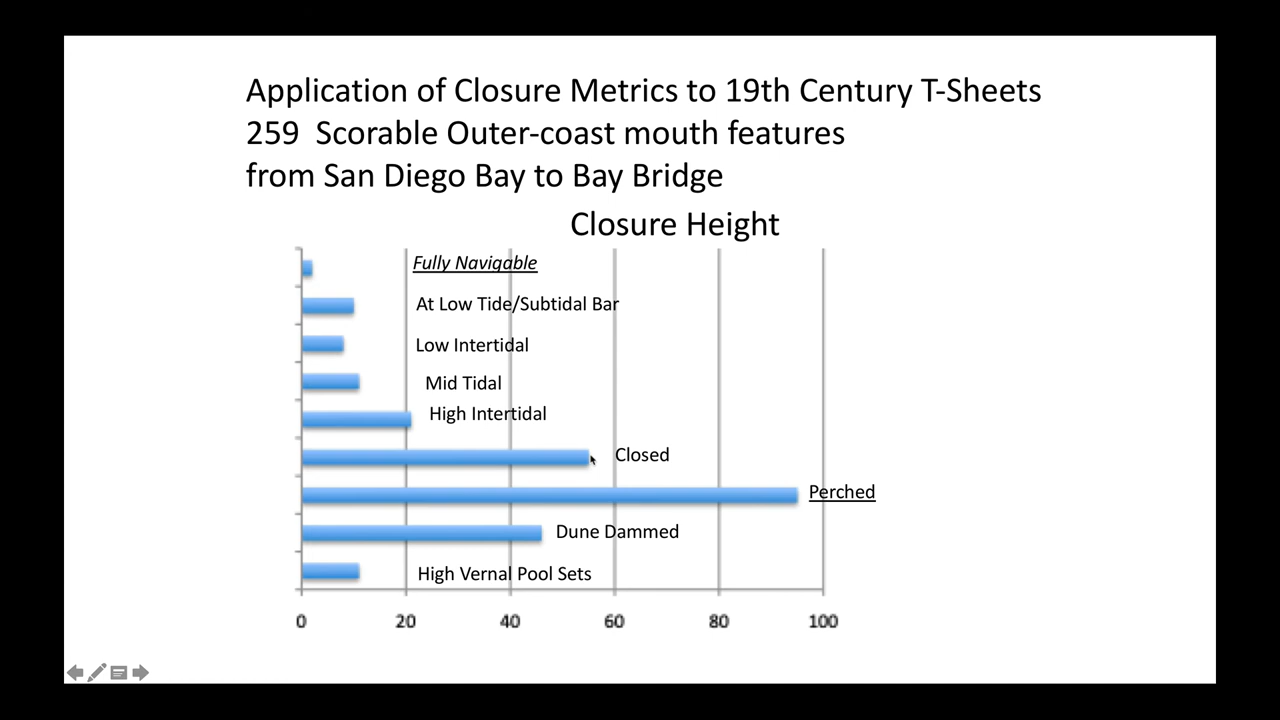 Application of Closure Metrics to 19th Century T-Sheets
259 Scorable Outer-coast mouth features
from San Diego Bay to Bay Bridge
Closure Height
Fully Navigable
At Low Tide/Subtidal Bar
Low Intertidal
Mid Tidal
High Intertidal
Closed
Perched
Dune Dammed
High Vernal Pool Sets
0 20 40 60 80 100